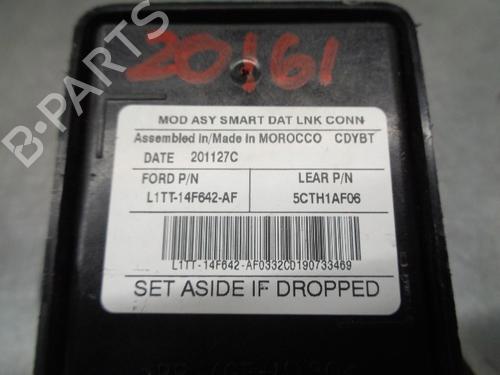 20161
B-PARTS
MOD ASY SMART DAT LNK CONN
Assembled in/Made in MOROCCO CDYBT
DATE 201127C
FORD P/N LEAR P/N
L1TT-14F642-AF 5CTH1AF06
L1TT-14F642-AF0332CD190733469
SET ASIDE IF DROPPED